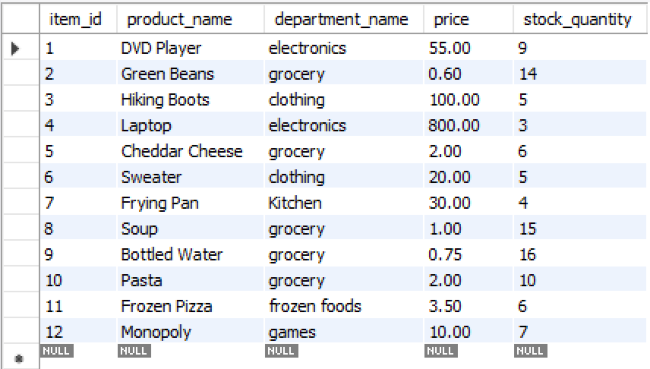 item_id product_name department_name price stock_quantity
1 DVD Player electronics 55.00 9
2 Green Beans grocery 0.60 14
3 Hiking Boots clothing 100.00 5
4 Laptop electronics 800.00 3
5 Cheddar Cheese grocery 2.00 6
6 Sweater clothing 20.00 5
7 Frying Pan Kitchen 30.00 4
8 Soup grocery 1.00 15
9 Bottled Water grocery 0.75 16
10 Pasta grocery 2.00 10
11 Frozen Pizza frozen foods 3.50 6
12 Monopoly games 10.00 7
NULL NULL NULL NULL NULL